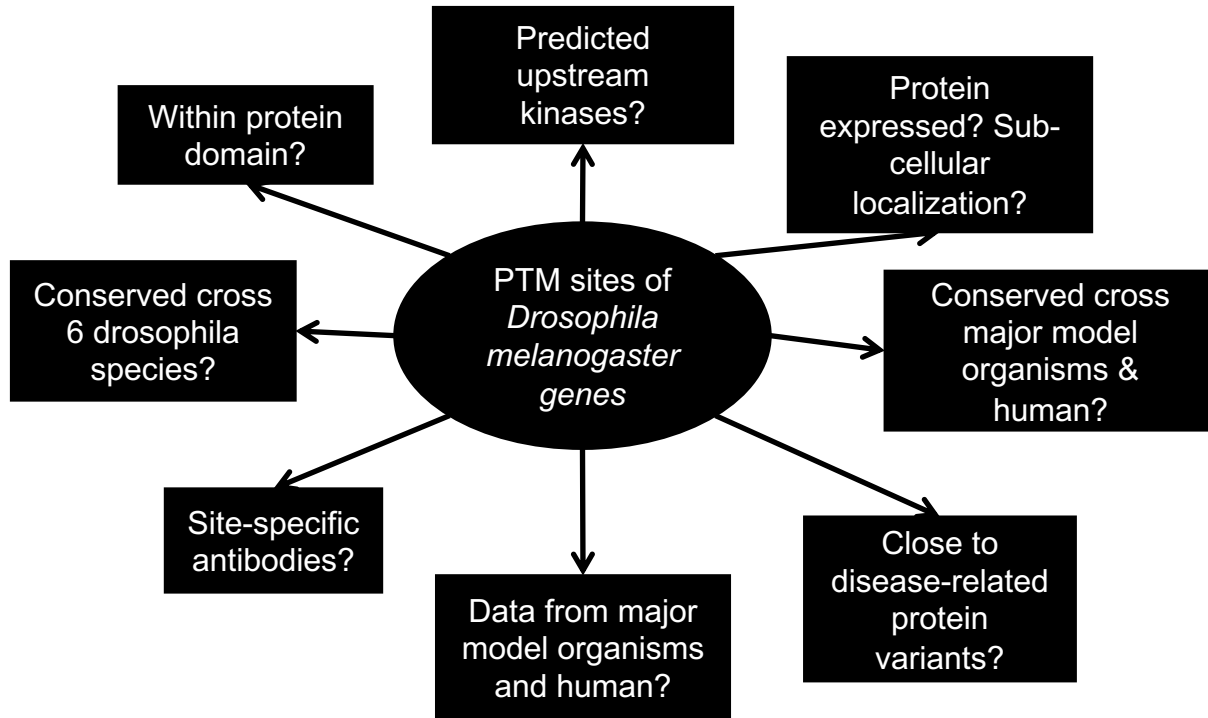 Predicted
upstream
kinases?
Within protein
domain?
Protein
expressed? Sub-
cellular
localization?
PTM sites of
Drosophila
melanogaster
genes
Conserved cross
6 drosophila
species?
Conserved cross
major model
organisms &
human?
Site-specific
antibodies?
Data from major
model organisms
and human?
Close to
disease-related
protein
variants?